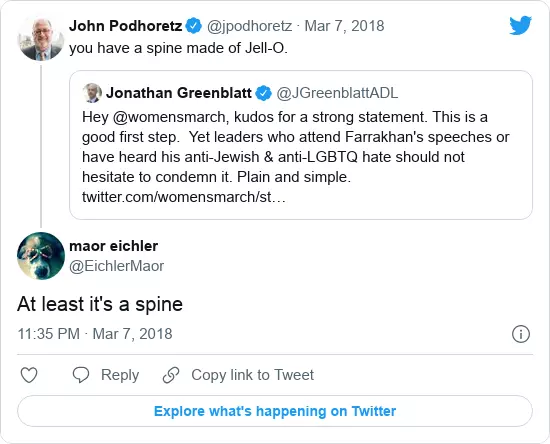 John Podhoretz @jpodhoretz · Mar 7, 2018
you have a spine made of Jell-O.
Jonathan Greenblatt @JGreenblattADL
Hey @womensmarch, kudos for a strong statement. This is a
good first step.  Yet leaders who attend Farrakhan's speeches or
have heard his anti-Jewish & anti-LGBTQ hate should not
hesitate to condemn it. Plain and simple.
twitter.com/womensmarch/st…
maor eichler
@EichlerMaor
At least it's a spine
11:35 PM · Mar 7, 2018
Reply
Copy link to Tweet
Explore what's happening on Twitter